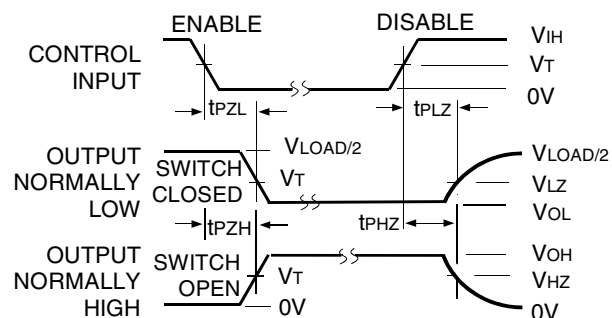 ENABLE DISABLE
CONTROL INPUT
VIH
VT
0V
tPZL tPLZ
OUTPUT NORMALLY LOW
SWITCH CLOSED
VLOAD/2
VT
VLOAD/2
VLZ
VOL
tPZH tPHZ
OUTPUT NORMALLY HIGH
SWITCH OPEN
VT
0V
VOH
VHZ
0V